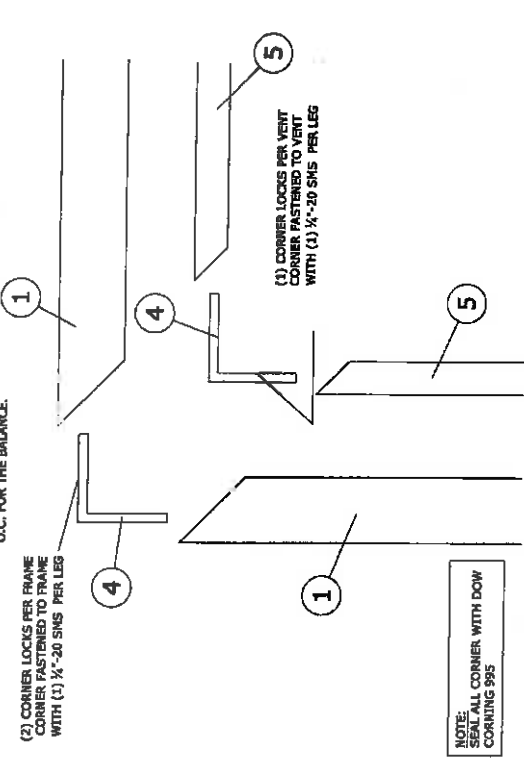 O.C. FOR THE BALANCE.
(2) CORNER LOCKS PER FRAME
CORNER FASTENED TO FRAME
WITH (1) ¼"-20 SMS PER LEG
1
4
5
(1) CORNER LOCKS PER VENT
CORNER FASTENED TO VENT
WITH (1) ¼"-20 SMS PER LEG
4
1
5
NOTE:
SEAL ALL CORNER WITH DOW
CORNING 995